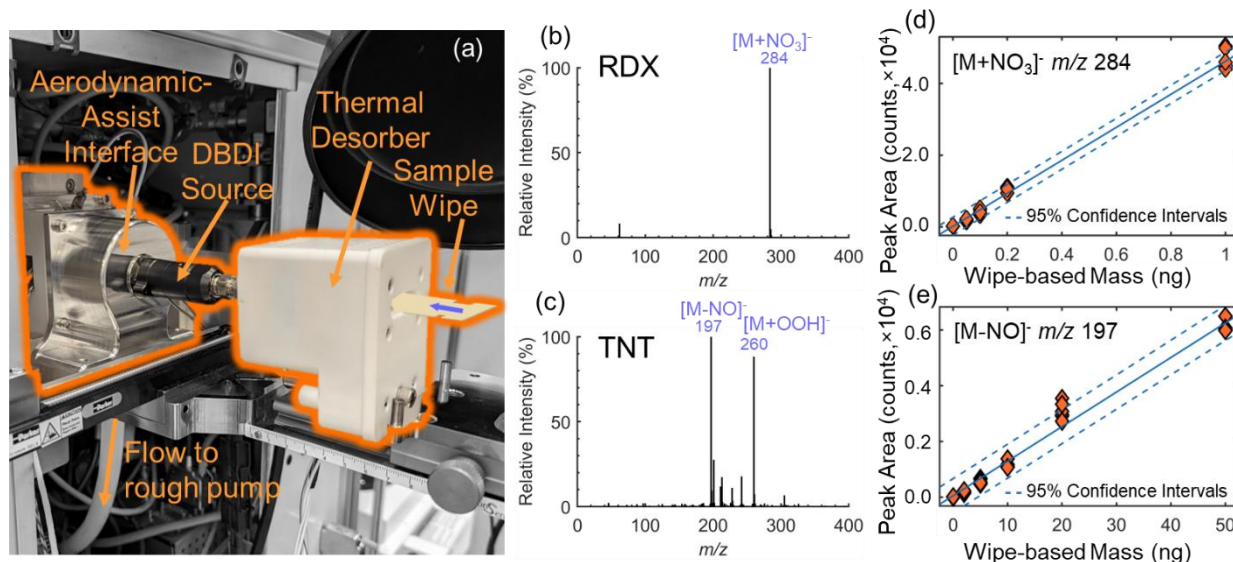 (a)
Aerodynamic-
Assist
Interface
DBDI
Source
Thermal
Desorber
Sample
Wipe
Flow to
rough pump
Parker
Parker
(b)
RDX
[M+NO₃]⁻
284
Relative Intensity (%)
100
50
0
0 100 200 300 400
m/z
(c)
TNT
[M-NO]⁻
197
[M+OOH]⁻
260
Relative Intensity (%)
100
50
0
0 100 200 300 400
m/z
(d)
[M+NO₃]⁻ m/z 284
Peak Area (counts,×10⁴)
4.0
2.0
0.0
95% Confidence Intervals
0 0.2 0.4 0.6 0.8 1
Wipe-based Mass (ng)
(e)
[M-NO]⁻ m/z 197
Peak Area (counts,×10⁴)
0.6
0.4
0.2
0.0
95% Confidence Intervals
0 10 20 30 40 50
Wipe-based Mass (ng)